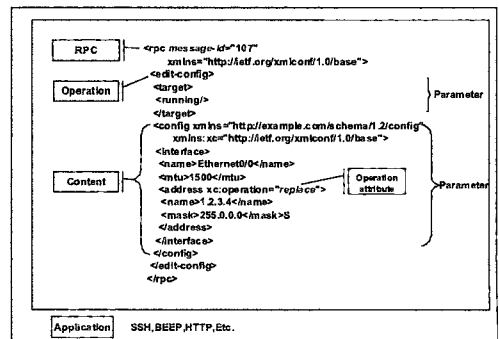 RPC
<rpc message-id="107"
xmlns="http://ietf.org/xmlconf/1.0/base">
Operation
<edit-config>
<target>
<running/>
</target>
Parameter
<config xmlns="http://example.com/schema/1.2/config"
xmlns:xc="http://ietf.org/xmlconf/1.0/base">
<interface>
<name>Ethernet0/0</name>
<mtu>1500</mtu>
Content
<address xc:operation="replace">
Operation
attribute
Parameter
<name>1.2.3.4</name>
<mask>255.0.0.0</mask>S
</address>
</interface>
</config>
</edit-config>
</rpc>
Application
SSH,BEEP,HTTP,Etc.